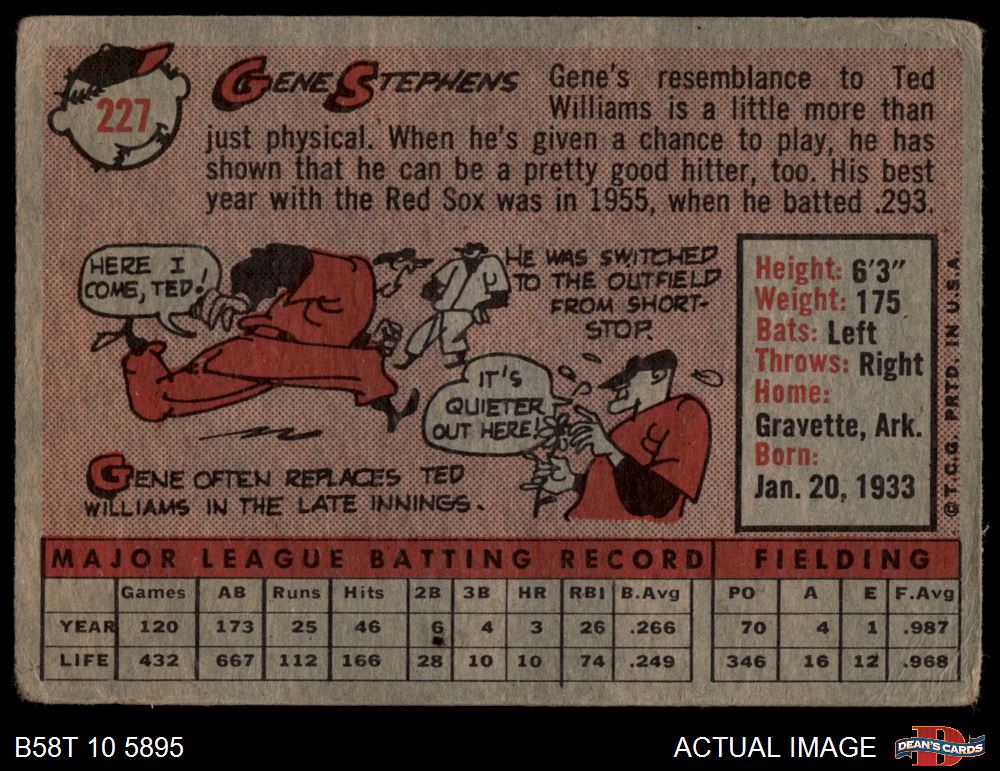 227
GENE STEPHENS
Gene's resemblance to Ted
Williams is a little more than
just physical. When he's given a chance to play, he has
shown that he can be a pretty good hitter, too. His best
year with the Red Sox was in 1955, when he batted .293.
HERE I
COME, TED!
HE WAS SWITCHED
TO THE OUTFIELD
FROM SHORT-
STOP.
IT'S
QUIETER
OUT HERE!
GENE OFTEN REPLACES TED
WILLIAMS IN THE LATE INNINGS.
Height: 6'3"
Weight: 175
Bats: Left
Throws: Right
Home:
Gravette, Ark.
Born:
Jan. 20, 1933
© T.C.G. PRTD. IN U.S.A.
MAJOR LEAGUE BATTING RECORD FIELDING
Games AB Runs Hits 2B 3B HR RBI B.Avg PO A E F.Avg
YEAR 120 173 25 46 6 4 3 26 .266 70 4 1 .987
LIFE 432 667 112 166 28 10 10 74 .249 346 16 12 .968
B58T 10 5895
ACTUAL IMAGE
DEAN'S CARDS